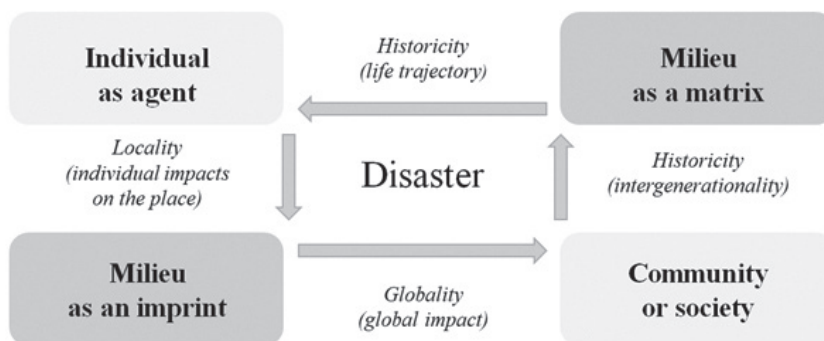 Individual
as agent
Historicity
(life trajectory)
Milieu
as a matrix
Locality
(individual impacts
on the place)
Disaster
Historicity
(intergenerationality)
Milieu
as an imprint
Globality
(global impact)
Community
or society